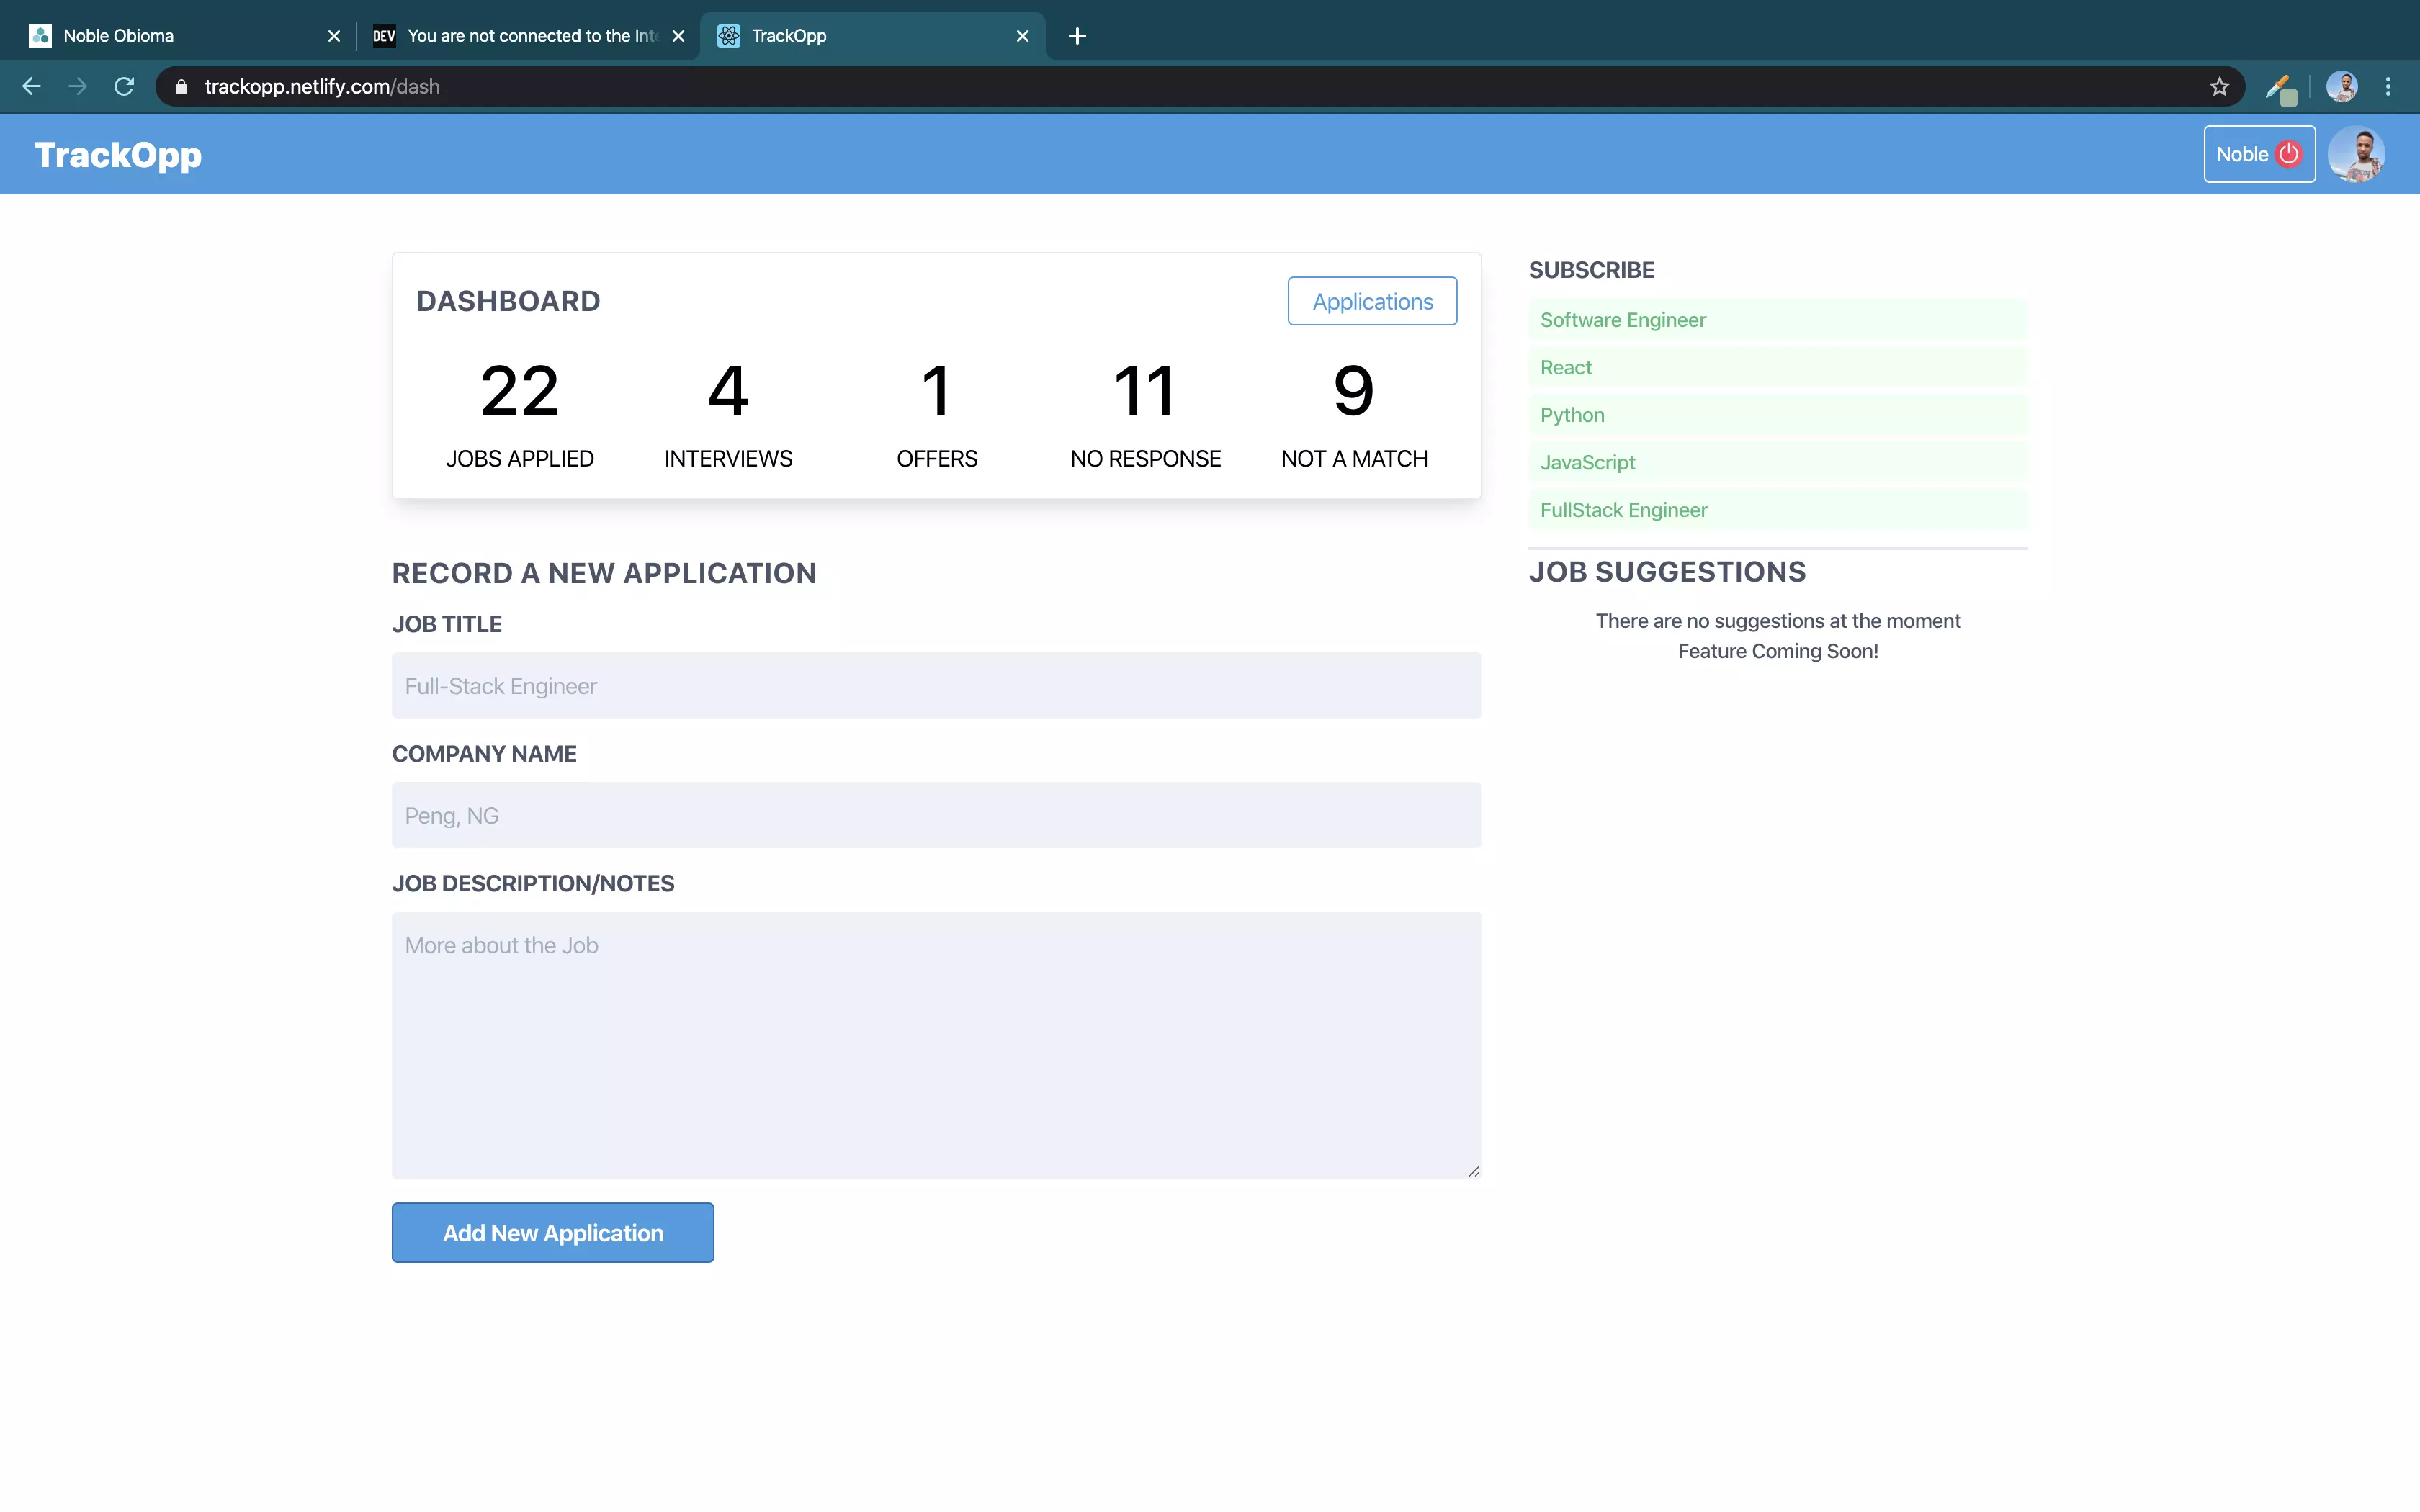 Noble Obioma
DEV You are not connected to the Inte
TrackOpp
trackopp.netlify.com/dash
TrackOpp
Noble
DASHBOARD
Applications
22 4 1 11 9
JOBS APPLIED INTERVIEWS OFFERS NO RESPONSE NOT A MATCH
RECORD A NEW APPLICATION
JOB TITLE
Full-Stack Engineer
COMPANY NAME
Peng, NG
JOB DESCRIPTION/NOTES
More about the Job
Add New Application
SUBSCRIBE
Software Engineer
React
Python
JavaScript
FullStack Engineer
JOB SUGGESTIONS
There are no suggestions at the moment
Feature Coming Soon!